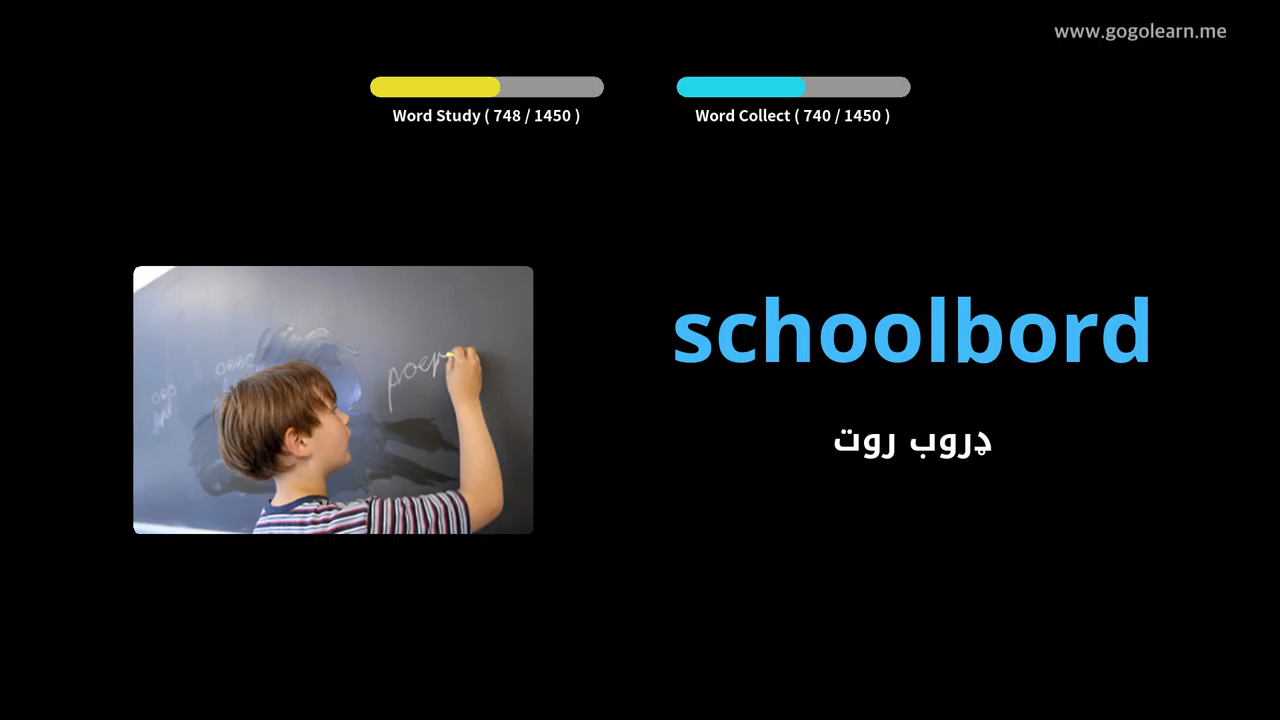 www.gogolearn.me
Word Study ( 748 / 1450 )
Word Collect ( 740 / 1450 )
schoolbord
ډروب روت